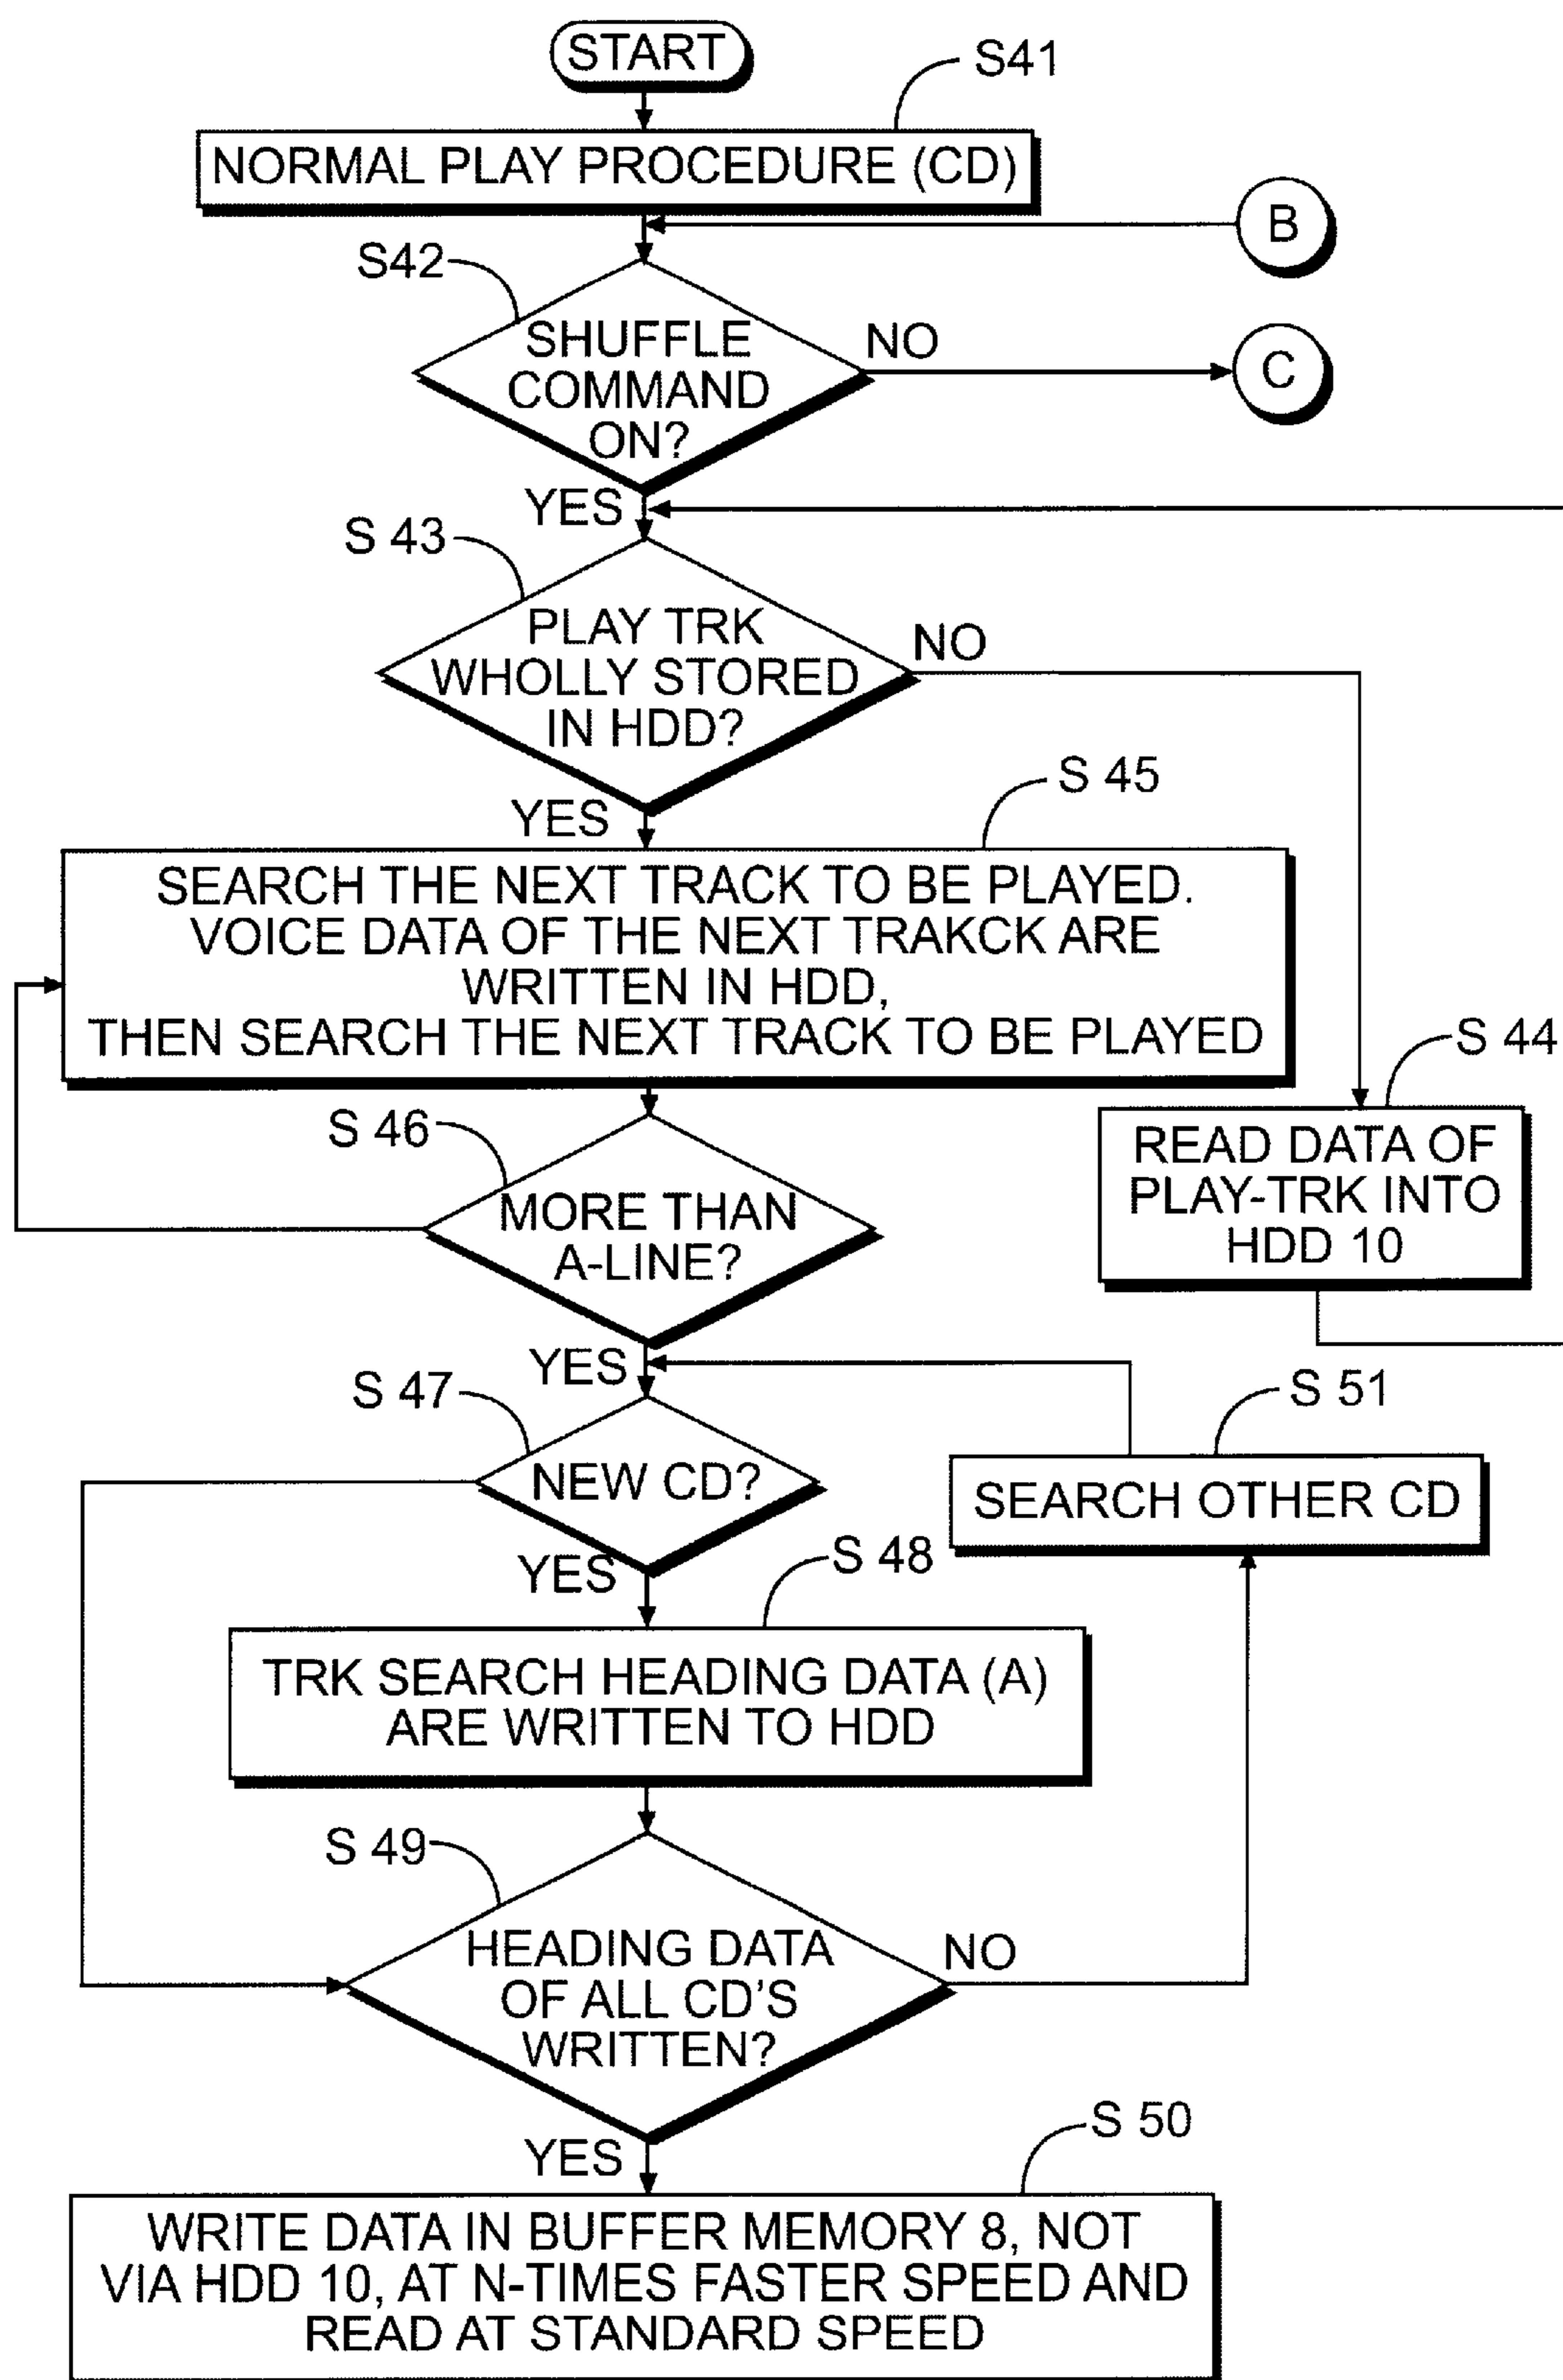 START
S41
NORMAL PLAY PROCEDURE (CD)
B
S42
SHUFFLE
COMMAND
ON?
NO
C
YES
S 43
PLAY TRK
WHOLLY STORED
IN HDD?
NO
YES
S 45
SEARCH THE NEXT TRACK TO BE PLAYED.
VOICE DATA OF THE NEXT TRAKCK ARE
WRITTEN IN HDD,
THEN SEARCH THE NEXT TRACK TO BE PLAYED
S 44
READ DATA OF
PLAY-TRK INTO
HDD 10
S 46
MORE THAN
A-LINE?
YES
S 47
NEW CD?
S 51
SEARCH OTHER CD
YES
S 48
TRK SEARCH HEADING DATA (A)
ARE WRITTEN TO HDD
S 49
HEADING DATA
OF ALL CD'S
WRITTEN?
NO
YES
S 50
WRITE DATA IN BUFFER MEMORY 8, NOT
VIA HDD 10, AT N-TIMES FASTER SPEED AND
READ AT STANDARD SPEED